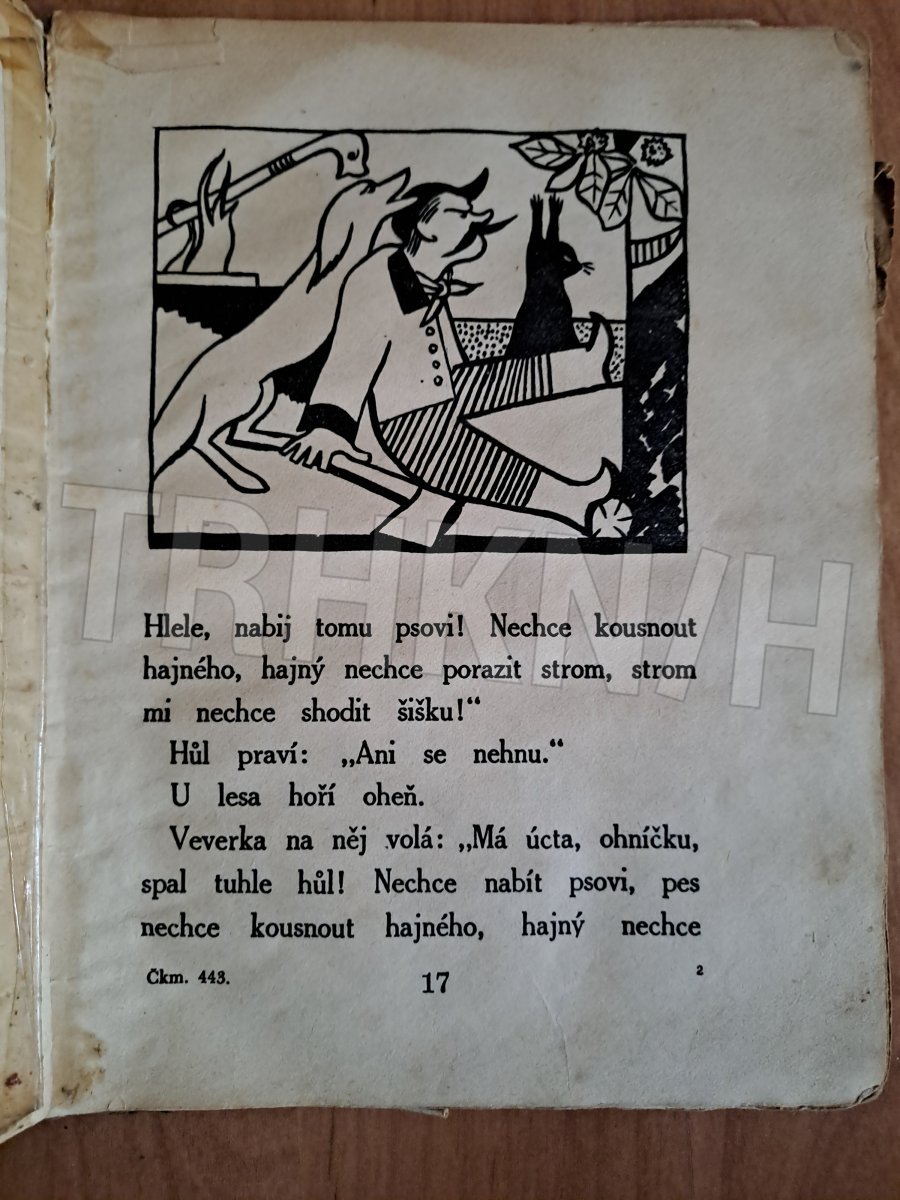 Hlele, nabij tomu psovi! Nechce kousnout
hajného, hajný nechce porazit strom, strom
mi nechce shodit šišku!“
Hůl praví: „Ani se nehnu.“
U lesa hoří oheň.
Veverka na něj volá: „Má úcta, ohníčku,
spal tuhle hůl! Nechce nabít psovi, pes
nechce kousnout hajného, hajný nechce
Čkm. 443.
17
2
TRHKNIH